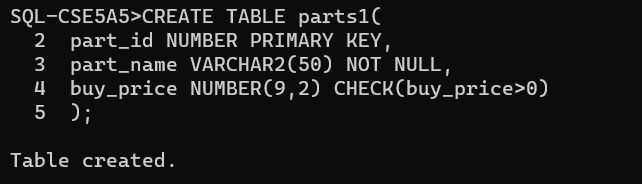 SQL-CSE5A5>CREATE TABLE parts1(
  2  part_id NUMBER PRIMARY KEY,
  3  part_name VARCHAR2(50) NOT NULL,
  4  buy_price NUMBER(9,2) CHECK(buy_price>0)
  5  );

Table created.